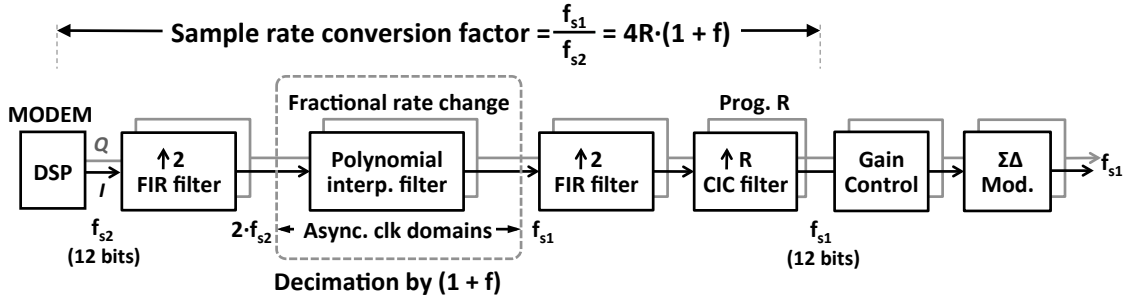 Sample rate conversion factor = fs1/fs2 = 4R·(1 + f)
Fractional rate change
Prog. R
MODEM
DSP
Q
I
↑2
FIR filter
Polynomial
interp. filter
↑2
FIR filter
↑R
CIC filter
Gain
Control
ΣΔ
Mod.
fs1
fs2
(12 bits)
2·fs2
Async. clk domains
fs1
fs1
(12 bits)
Decimation by (1 + f)